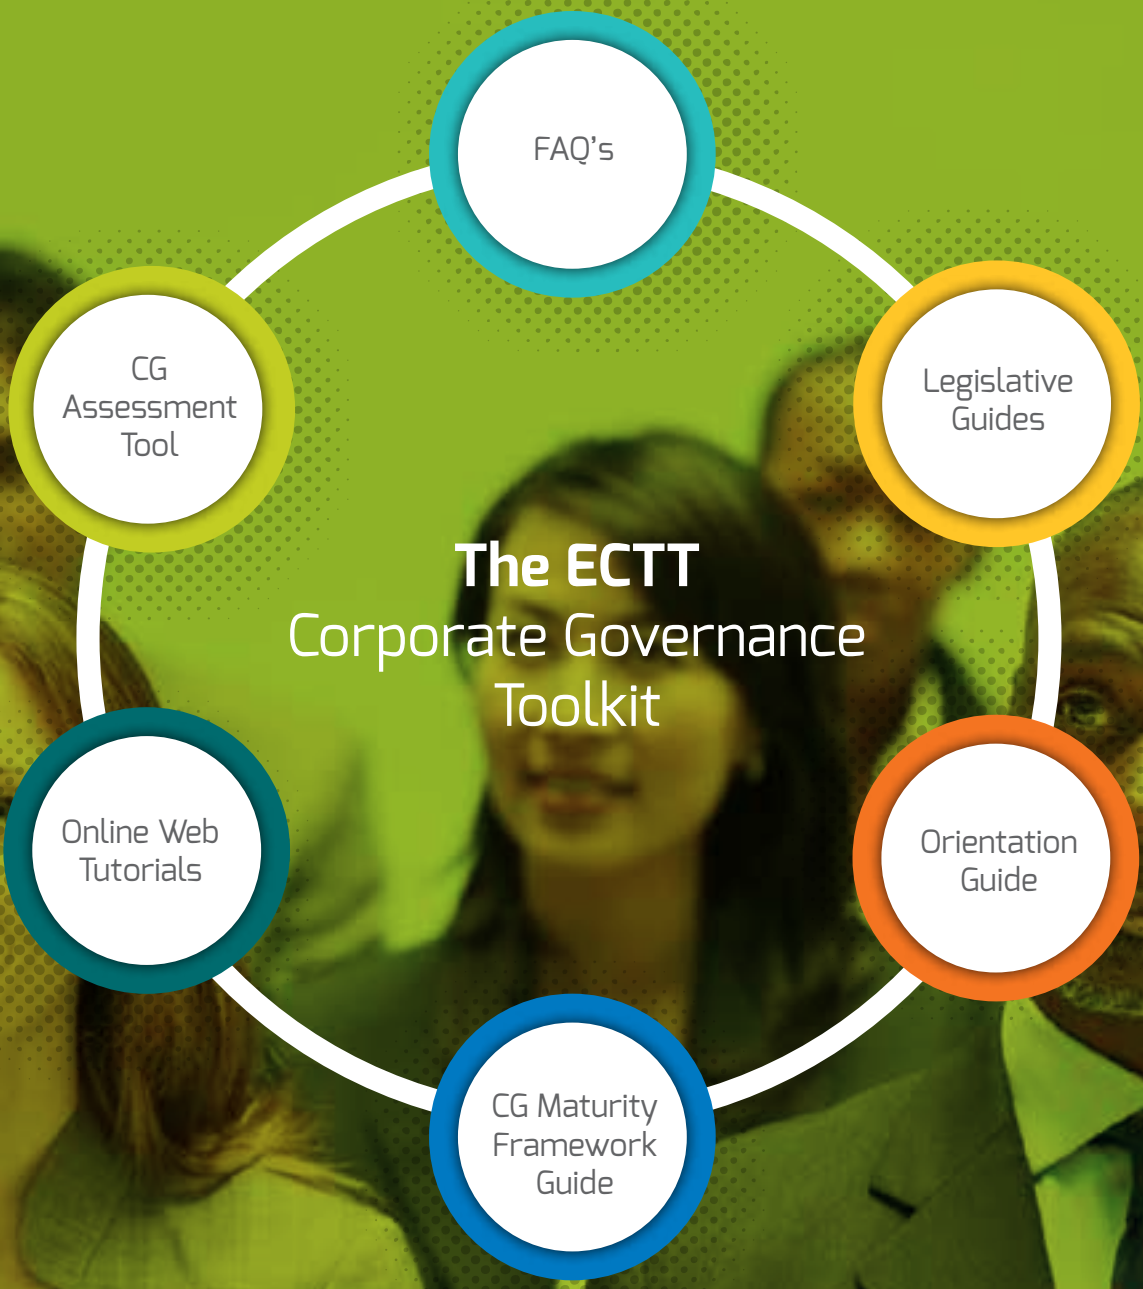 FAQ's
Legislative
Guides
CG
Assessment
Tool
The ECTT
Corporate Governance
Toolkit
Online Web
Tutorials
Orientation
Guide
CG Maturity
Framework
Guide